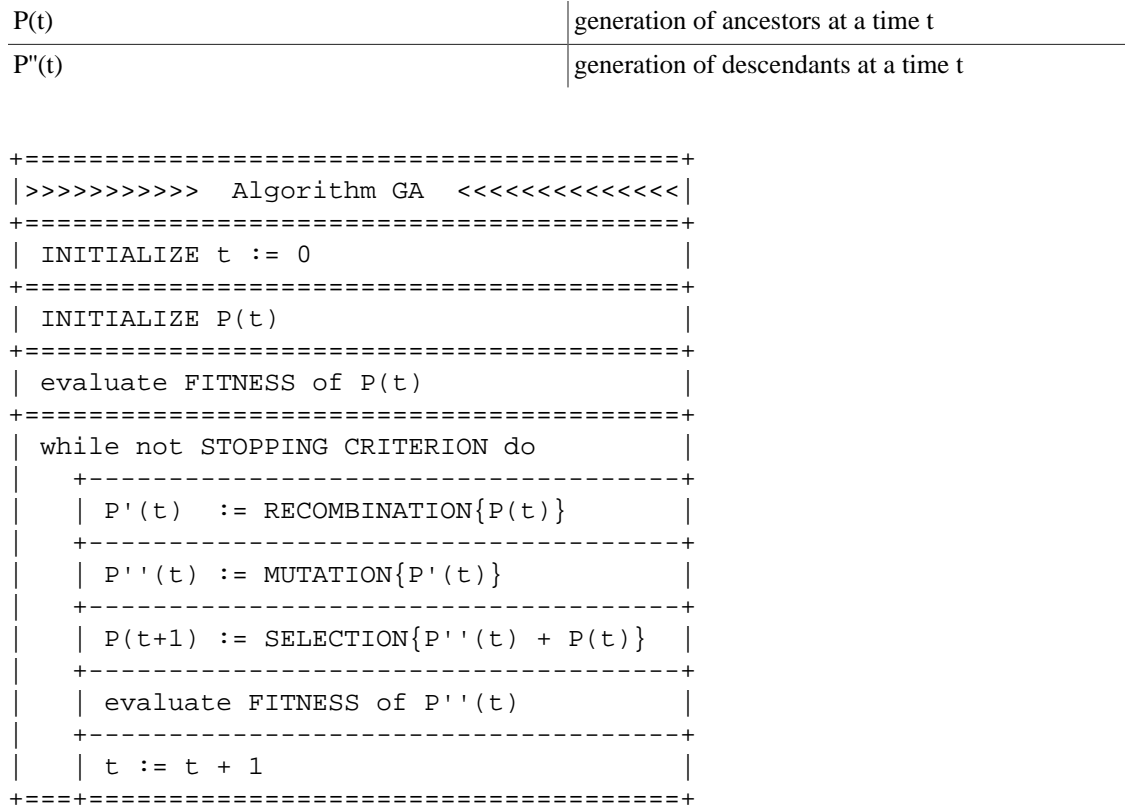 P(t) generation of ancestors at a time t
P"(t) generation of descendants at a time t
+=========================================+
|>>>>>>>>>>> Algorithm GA <<<<<<<<<<<<<<|
+=========================================+
| INITIALIZE t := 0 |
+=========================================+
| INITIALIZE P(t) |
+=========================================+
| evaluate FITNESS of P(t) |
+=========================================+
| while not STOPPING CRITERION do |
| +-------------------------------------+
| | P'(t) := RECOMBINATION{P(t)} |
| +-------------------------------------+
| | P''(t) := MUTATION{P'(t)} |
| +-------------------------------------+
| | P(t+1) := SELECTION{P''(t) + P(t)} |
| +-------------------------------------+
| | evaluate FITNESS of P''(t) |
| +-------------------------------------+
| | t := t + 1 |
+===+=====================================+